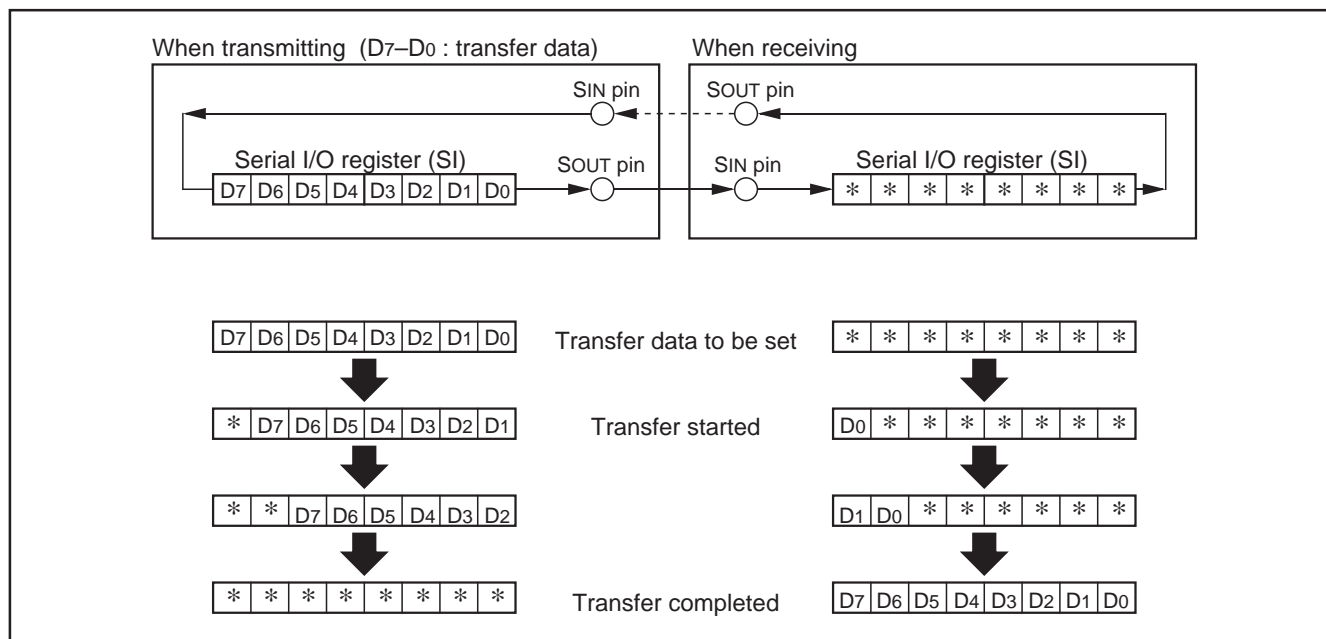 When transmitting (D7–D0 : transfer data)
When receiving
SIN pin
SOUT pin
Serial I/O register (SI)
SOUT pin
SIN pin
Serial I/O register (SI)
D7 D6 D5 D4 D3 D2 D1 D0
* * * * * * * *
D7 D6 D5 D4 D3 D2 D1 D0
Transfer data to be set
* * * * * * * *
* D7 D6 D5 D4 D3 D2 D1
Transfer started
D0 * * * * * * *
* * D7 D6 D5 D4 D3 D2
D1 D0 * * * * * *
* * * * * * * *
Transfer completed
D7 D6 D5 D4 D3 D2 D1 D0